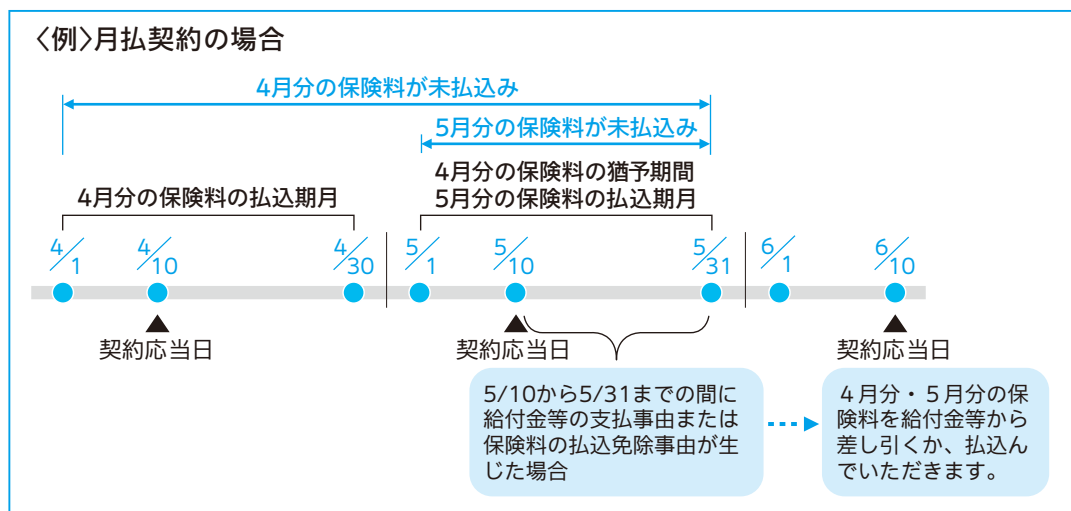 〈例〉月払契約の場合
4月分の保険料が未払込み
5月分の保険料が未払込み
4月分の保険料の猶予期間
4月分の保険料の払込期月
5月分の保険料の払込期月
4/1
4/10
4/30
5/1
5/10
5/31
6/1
6/10
契約応当日
契約応当日
契約応当日
5/10から5/31までの間に
給付金等の支払事由または
保険料の払込免除事由が生
じた場合
４月分・５月分の保
険料を給付金等から
差し引くか、払込ん
でいただきます。